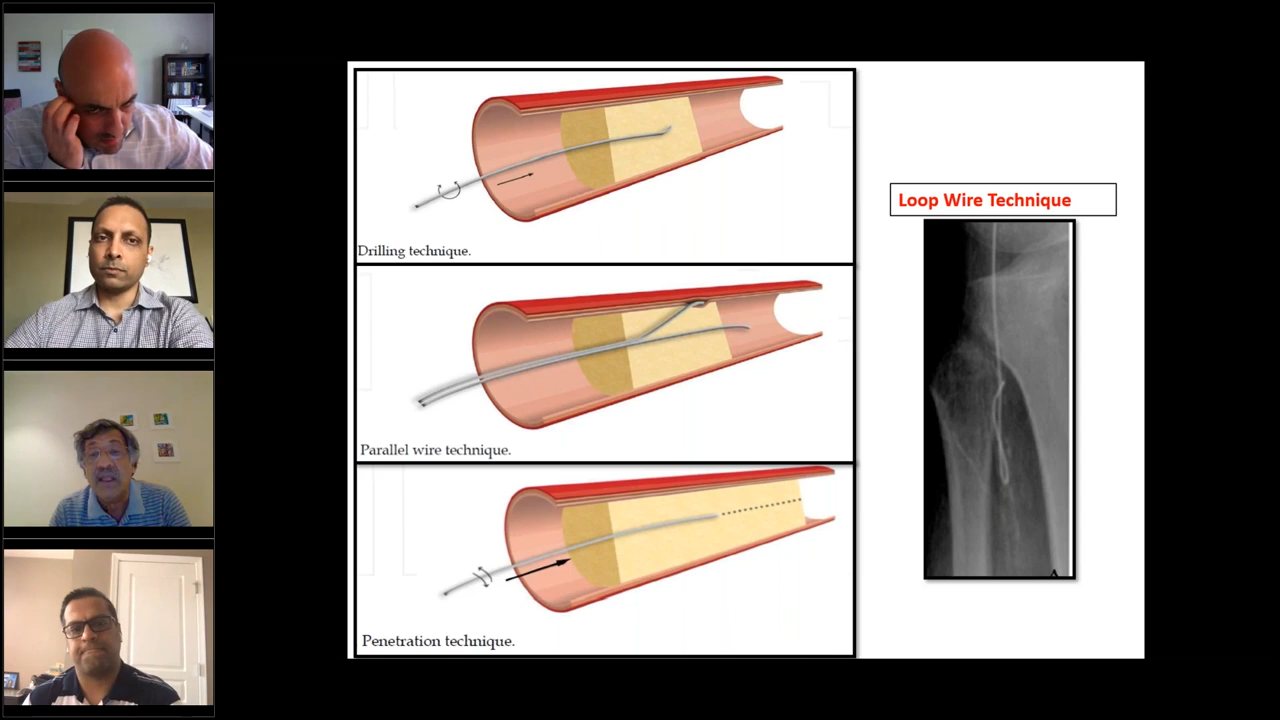 Drilling technique.
Parallel wire technique.
Penetration technique.
Loop Wire Technique
A